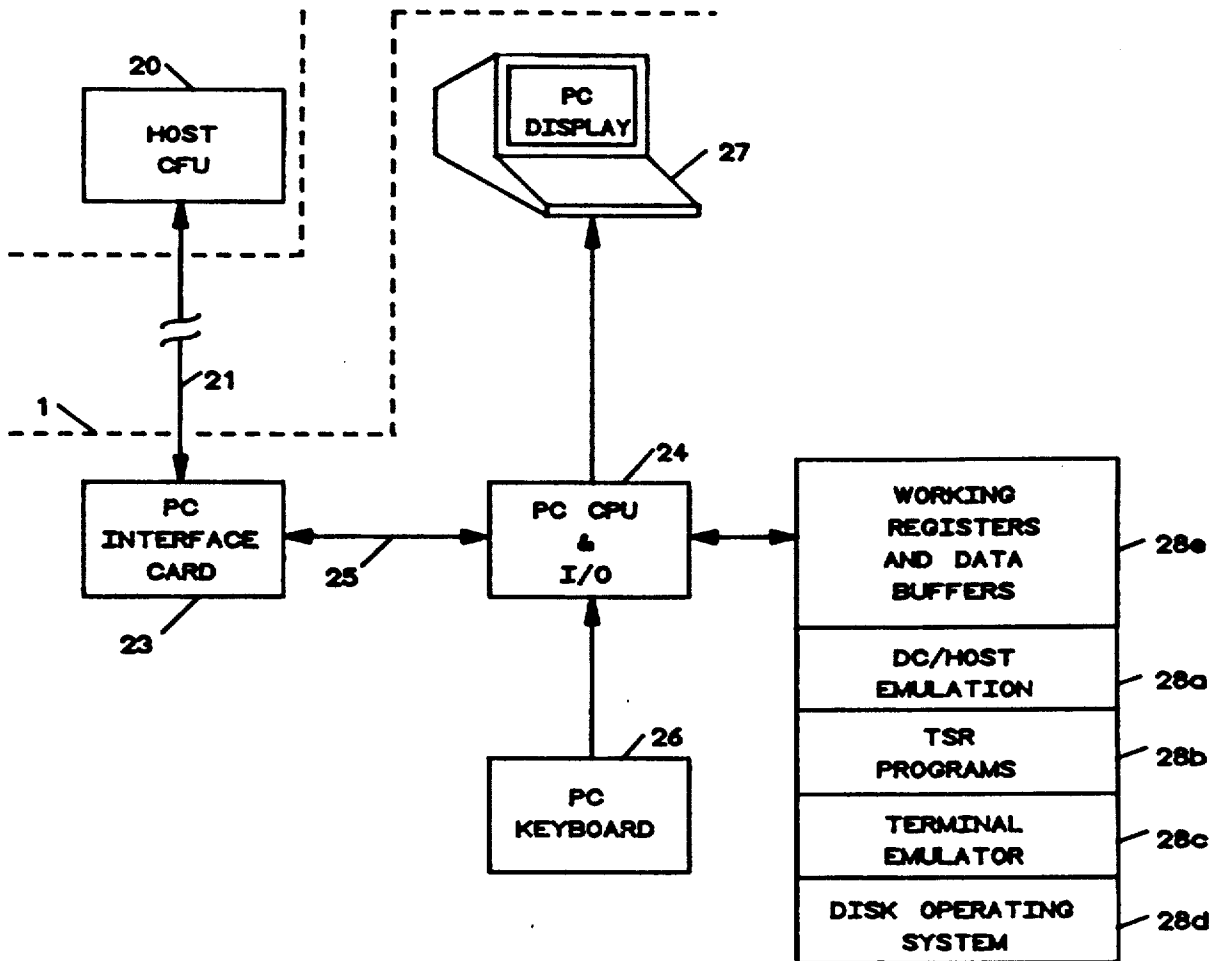 20
HOST
CFU
PC
DISPLAY
27
21
1
PC
INTERFACE
CARD
23
25
24
PC CPU
&
I/O
26
PC
KEYBOARD
WORKING
REGISTERS
AND DATA
BUFFERS
28e
DC/HOST
EMULATION
28a
TSR
PROGRAMS
28b
TERMINAL
EMULATOR
28c
DISK OPERATING
SYSTEM
28d